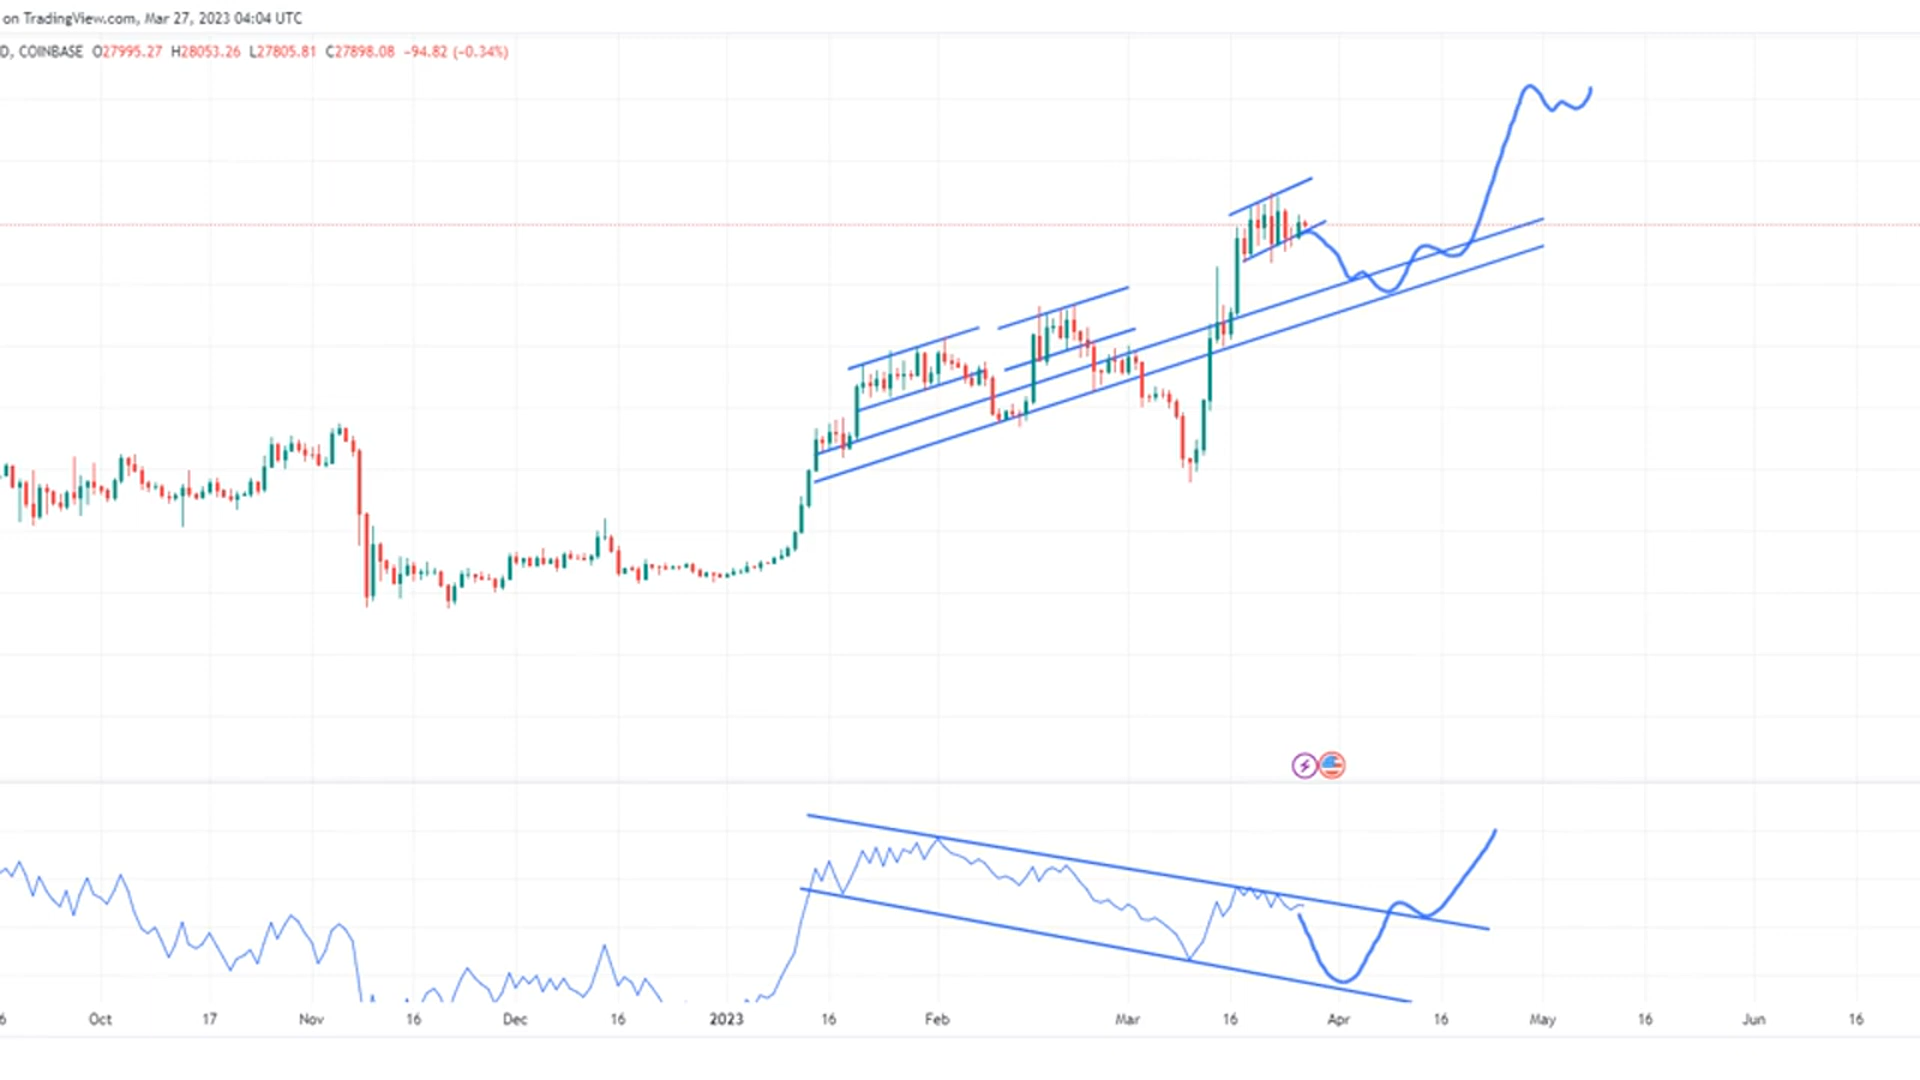 on TradingView.com, Mar 27, 2023 04:04 UTC
D, COINBASE O27995.27 H28053.26 L27805.81 C27898.08 −94.82 (−0.34%)
6 Oct 17 Nov 16 Dec 16 2023 16 Feb Mar 16 Apr 16 May 16 Jun 16